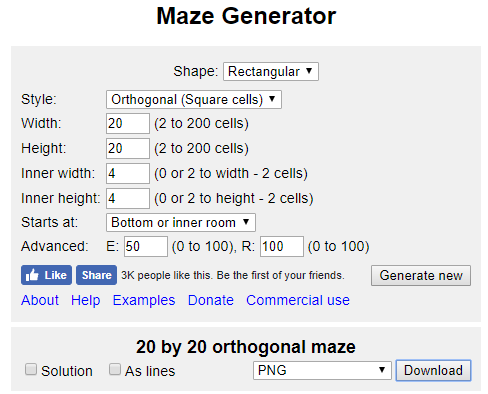 Maze Generator
Shape: Rectangular
Style: Orthogonal (Square cells)
Width: 20 (2 to 200 cells)
Height: 20 (2 to 200 cells)
Inner width: 4 (0 or 2 to width - 2 cells)
Inner height: 4 (0 or 2 to height - 2 cells)
Starts at: Bottom or inner room
Advanced: E: 50 (0 to 100), R: 100 (0 to 100)
Like Share 3K people like this. Be the first of your friends. Generate new
About Help Examples Donate Commercial use
20 by 20 orthogonal maze
Solution As lines PNG Download